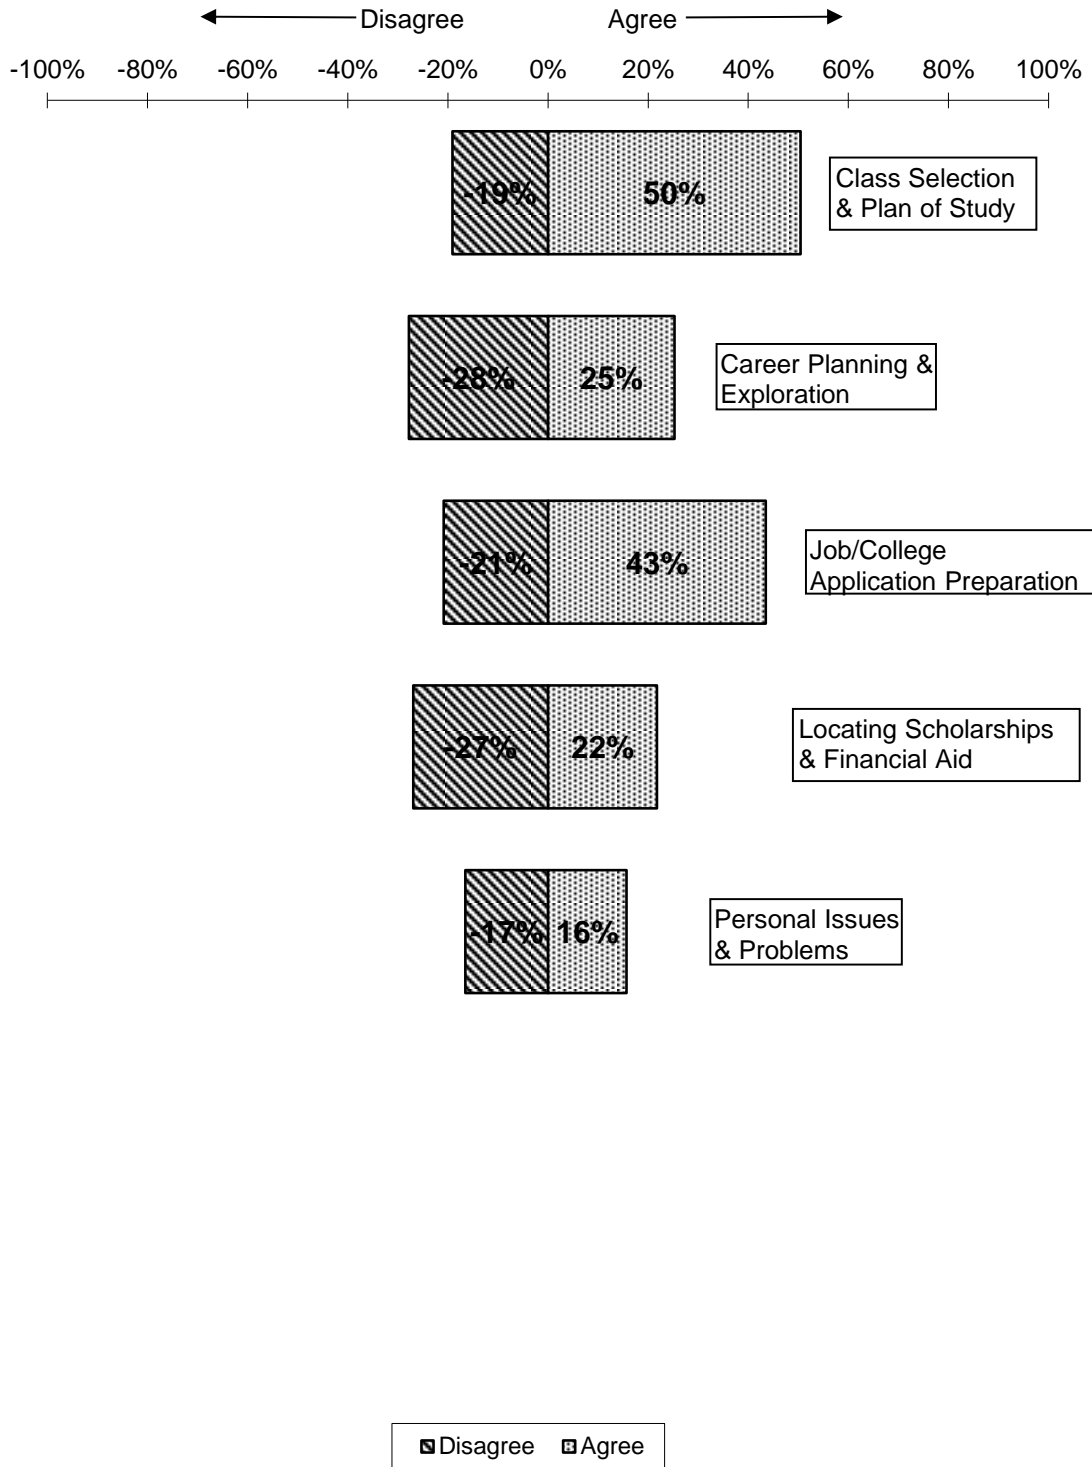 Disagree Agree
-100% -80% -60% -40% -20% 0% 20% 40% 60% 80% 100%
-19% 50%
Class Selection
& Plan of Study
-28% 25%
Career Planning &
Exploration
-21% 43%
Job/College
Application Preparation
-27% 22%
Locating Scholarships
& Financial Aid
-17% 16%
Personal Issues
& Problems
Disagree Agree